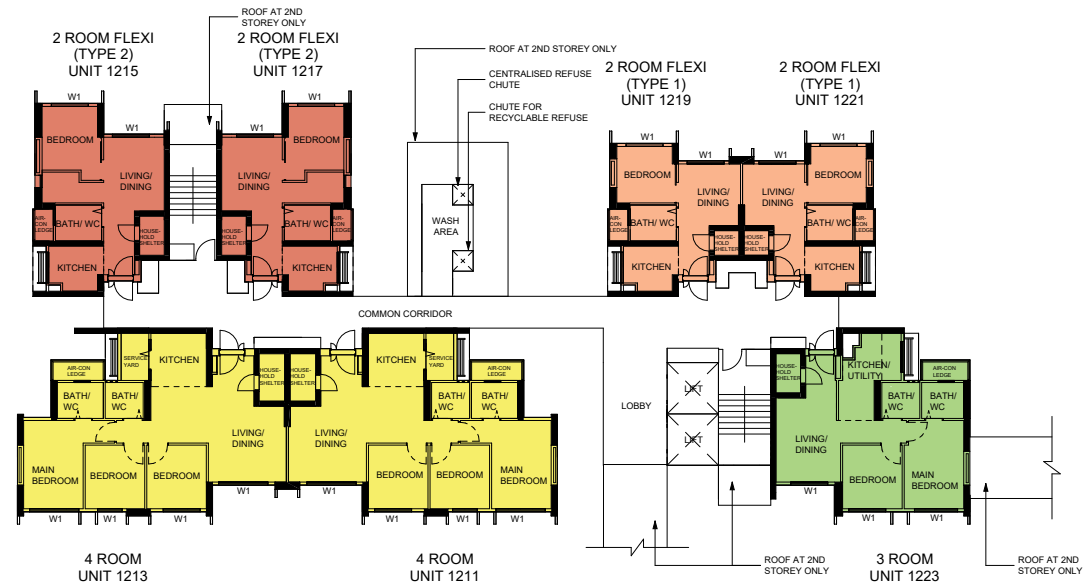 ROOF AT 2ND
STOREY ONLY
2 ROOM FLEXI
(TYPE 2)
UNIT 1215
2 ROOM FLEXI
(TYPE 2)
UNIT 1217
ROOF AT 2ND STOREY ONLY
CENTRALISED REFUSE
CHUTE
CHUTE FOR
RECYCLABLE REFUSE
2 ROOM FLEXI
(TYPE 1)
UNIT 1219
2 ROOM FLEXI
(TYPE 1)
UNIT 1221
W1
W1
BEDROOM
LIVING/
DINING
BATH/ WC
AIR-
CON
LEDGE
HOUSE-
HOLD
SHELTER
KITCHEN
W1
W1
BEDROOM
LIVING/
DINING
BATH/ WC
AIR-
CON
LEDGE
HOUSE-
HOLD
SHELTER
KITCHEN
WASH
AREA
W1
W1
BEDROOM
LIVING/
DINING
AIR-
CON
LEDGE
BATH/ WC
HOUSE-
HOLD
SHELTER
KITCHEN
W1
W1
BEDROOM
LIVING/
DINING
BATH/ WC
AIR-
CON
LEDGE
HOUSE-
HOLD
SHELTER
KITCHEN
COMMON CORRIDOR
SERVICE
YARD
KITCHEN
AIR-CON
LEDGE
HOUSE-
HOLD
SHELTER
BATH/
WC
BATH/
WC
LIVING/
DINING
MAIN
BEDROOM
BEDROOM
BEDROOM
W1
W1
W1
W1
4 ROOM
UNIT 1213
HOUSE-
HOLD
SHELTER
KITCHEN
SERVICE
YARD
AIR-CON
LEDGE
BATH/
WC
BATH/
WC
LIVING/
DINING
BEDROOM
BEDROOM
MAIN
BEDROOM
W1
W1
W1
W1
4 ROOM
UNIT 1211
LOBBY
LIFT
LIFT
HOUSE-
HOLD
SHELTER
KITCHEN/
UTILITY
AIR-CON
LEDGE
BATH/
WC
BATH/
WC
LIVING/
DINING
BEDROOM
MAIN
BEDROOM
W1
W1
W1
3 ROOM
UNIT 1223
ROOF AT 2ND
STOREY ONLY
ROOF AT 2ND
STOREY ONLY